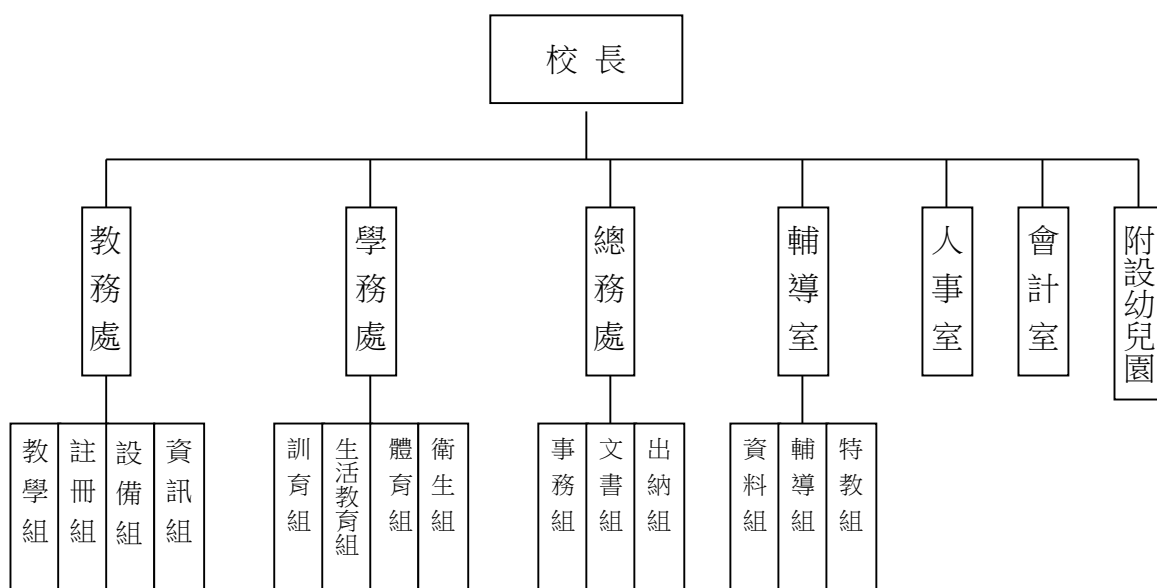 校長
教務處
學務處
總務處
輔導室
人事室
會計室
附設幼兒園
教學組
註冊組
設備組
資訊組
訓育組
生活教育組
體育組
衛生組
事務組
文書組
出納組
資料組
輔導組
特教組